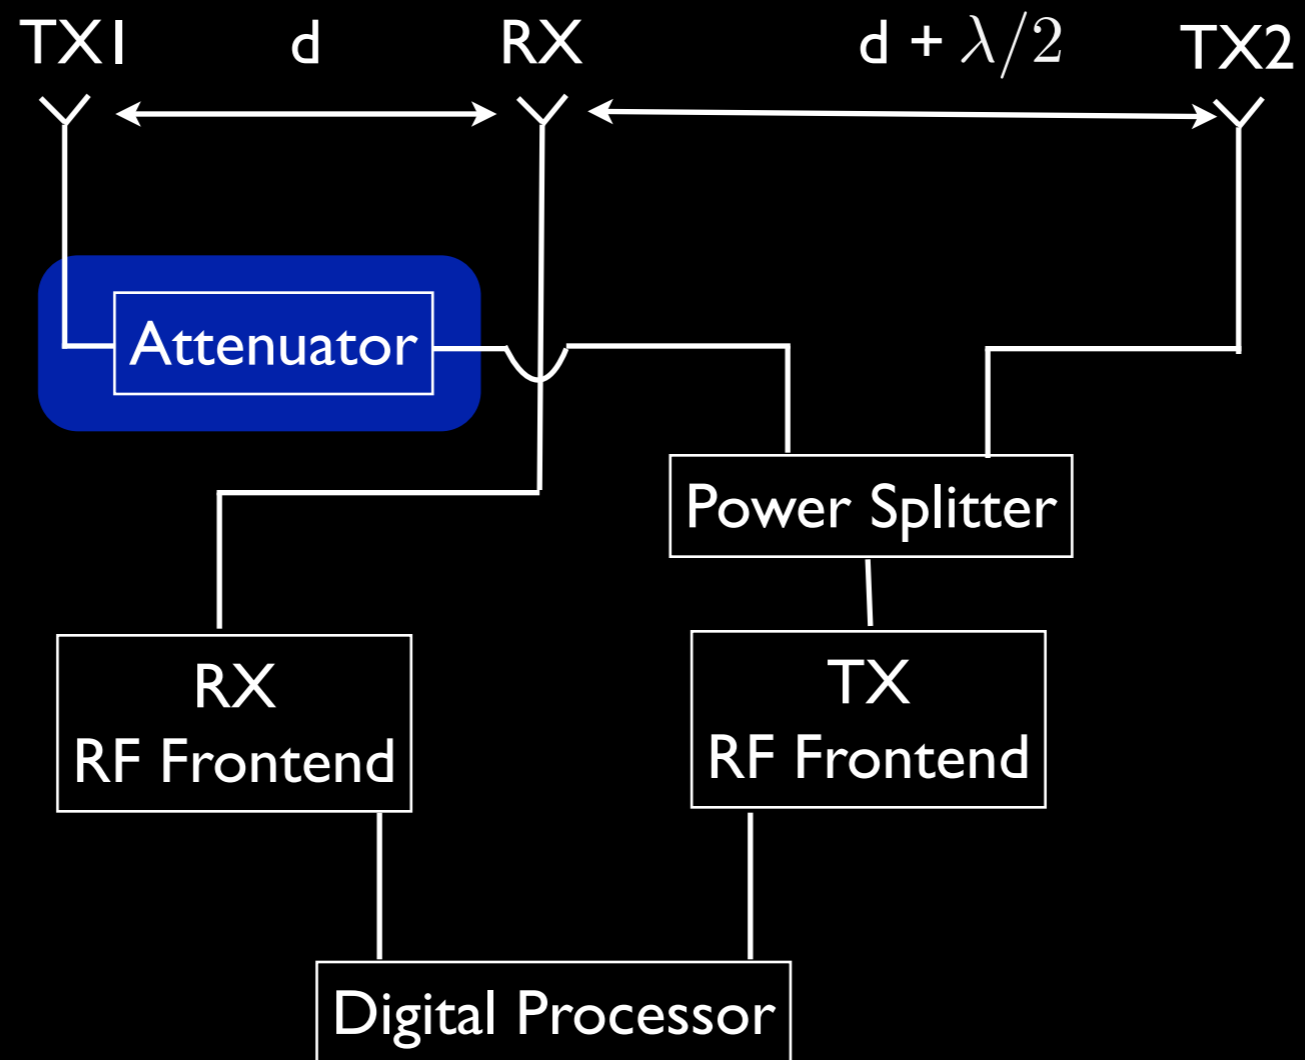 TX1 d RX d + λ/2 TX2
Attenuator
Power Splitter
RX
RF Frontend
TX
RF Frontend
Digital Processor